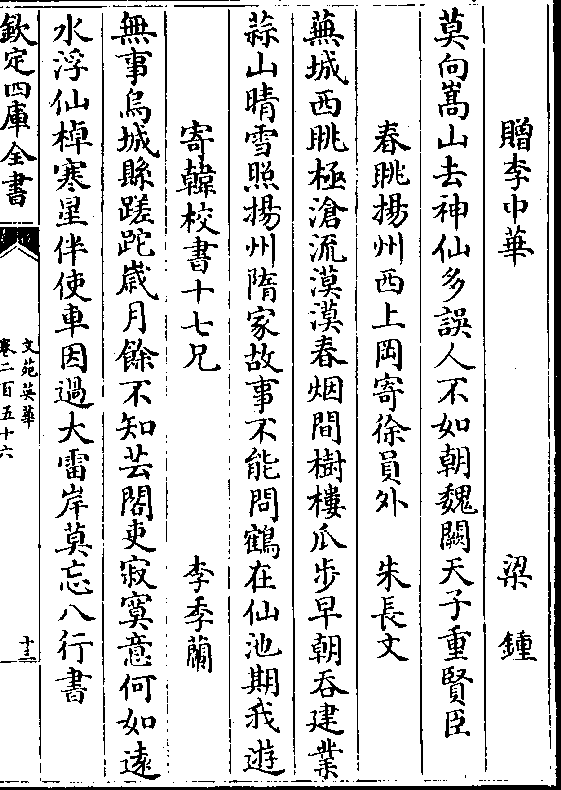 贈李中華　梁鍾
莫向嵩山去神仙多誤人不如朝魏闕天子重賢臣
春眺揚州西上岡寄徐員外　朱長文
蕪城西眺極滄流漠漠春烟間樹樓瓜步早朝吞建業
蒜山晴雪照揚州隋家故事不能問鶴在仙池期我遊
寄韓校書十七兄　李季蘭
無事烏城縣蹉跎歲月餘不知芸閣吏寂寞意何如遠
水浮仙棹寒星伴使車因過大雷岸莫忘八行書
欽定四庫全書
文苑英華
卷二百五十六
十三